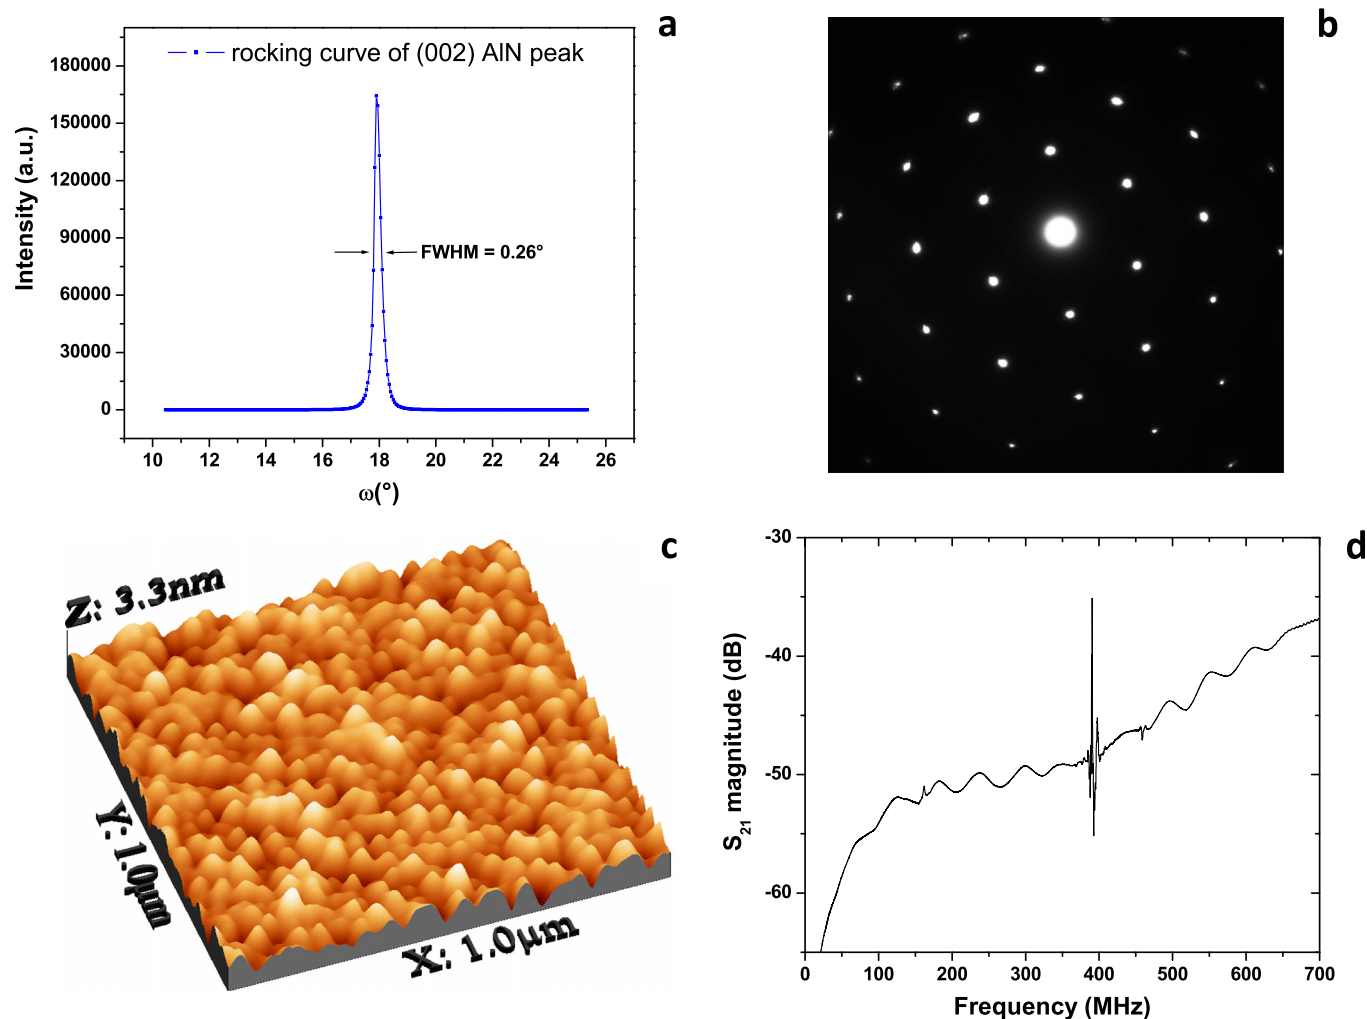 a
rocking curve of (002) AlN peak
180000
150000
120000
90000
60000
30000
0
Intensity (a.u.)
FWHM = 0.26°
10 12 14 16 18 20 22 24 26
ω(°)
b
c
Z: 3.3nm
Y: 1.0µm
X: 1.0µm
d
-30
-40
-50
-60
S21 magnitude (dB)
0 100 200 300 400 500 600 700
Frequency (MHz)